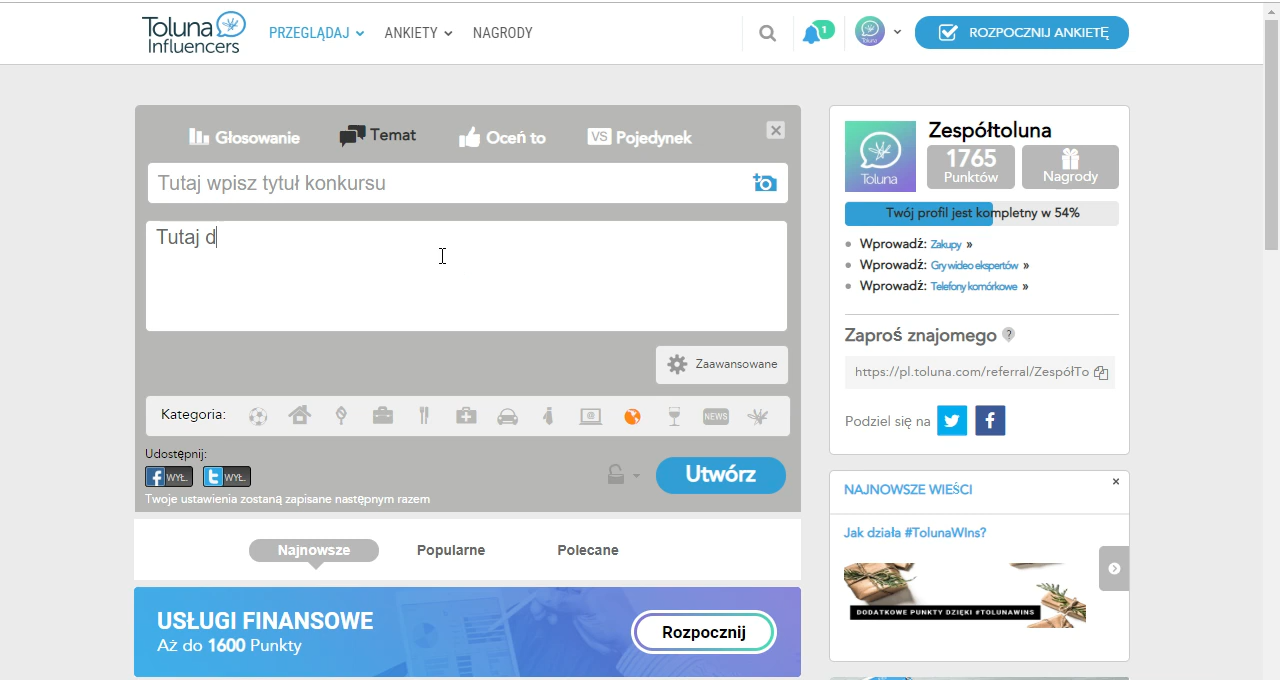 Toluna Influencers
PRZEGLĄDAJ
ANKIETY
NAGRODY
1
ROZPOCZNIJ ANKIETĘ
Głosowanie
Temat
Oceń to
VS Pojedynek
Tutaj wpisz tytuł konkursu
Tutaj d
Zaawansowane
Kategoria:
NEWS
Udostępnij:
WYŁ.
WYŁ.
Utwórz
Twoje ustawienia zostaną zapisane następnym razem
Najnowsze
Popularne
Polecane
USŁUGI FINANSOWE
Aż do 1600 Punkty
Rozpocznij
Toluna
Zespółtoluna
1765
Punktów
Nagrody
Twój profil jest kompletny w 54%
Wprowadź: Zakupy »
Wprowadź: Gry wideo ekspertów »
Wprowadź: Telefony komórkowe »
Zaproś znajomego ?
https://pl.toluna.com/referral/ZespółTo
Podziel się na
NAJNOWSZE WIEŚCI
Jak działa #TolunaWIns?
DODATKOWE PUNKTY DZIĘKI #TOLUNAWINS